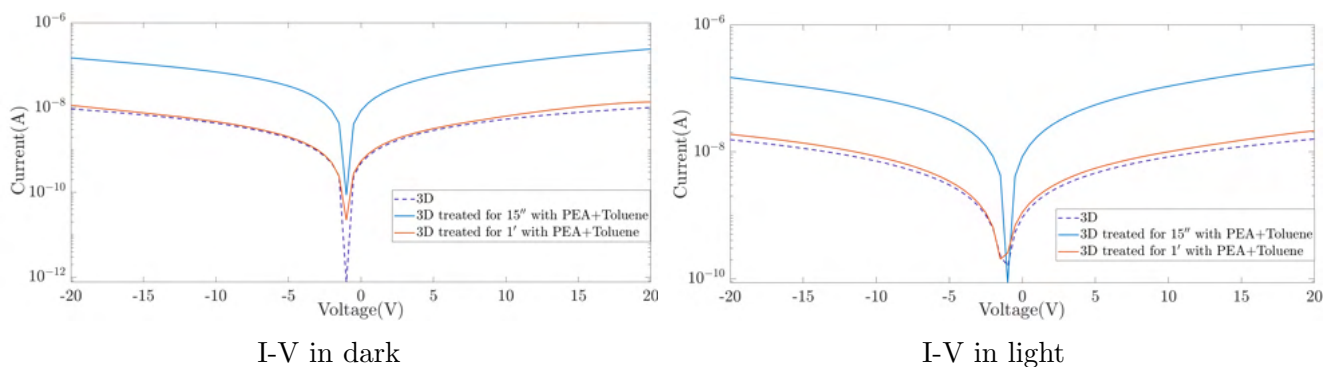 10^-6
10^-8
10^-10
10^-12
Current(A)
-20 -15 -10 -5 0 5 10 15 20
Voltage(V)
3D
3D treated for 15″ with PEA+Toluene
3D treated for 1′ with PEA+Toluene
I-V in dark
10^-6
10^-8
10^-10
Current(A)
-20 -15 -10 -5 0 5 10 15 20
Voltage(V)
3D
3D treated for 15″ with PEA+Toluene
3D treated for 1′ with PEA+Toluene
I-V in light